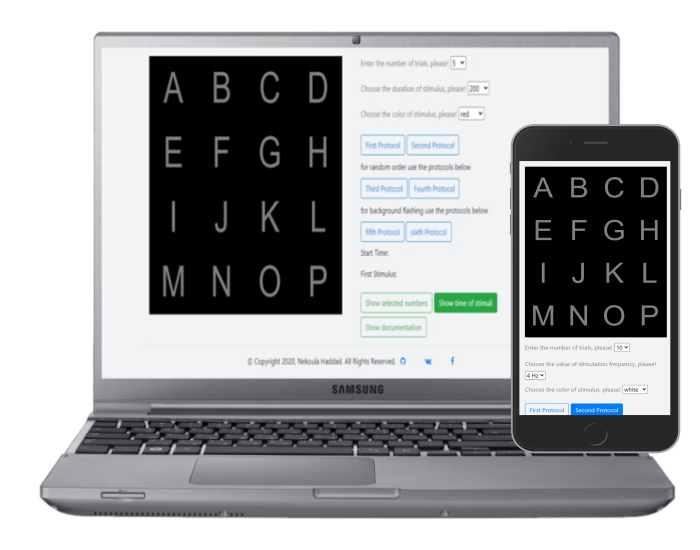 A B C D
E F G H
I J K L
M N O P
Enter the number of trials, please! 5
Choose the duration of stimulus, please! 200
Choose the color of stimulus, please! red
First Protocol Second Protocol
for random order use the protocols below
Third Protocol Fourth Protocol
for background flashing use the protocols below
fifth Protocol sixth Protocol
Start Time:
First Stimulus:
Show selected numbers Show time of stimuli
Show documentation
© Copyright 2020, Nekoula Haddad. All Rights Reserved.
SAMSUNG
A B C D
E F G H
I J K L
M N O P
Enter the number of trials, please! 10
Choose the value of stimulation frequency, please!
4 Hz
Choose the color of stimulus, please! white
First Protocol Second Protocol